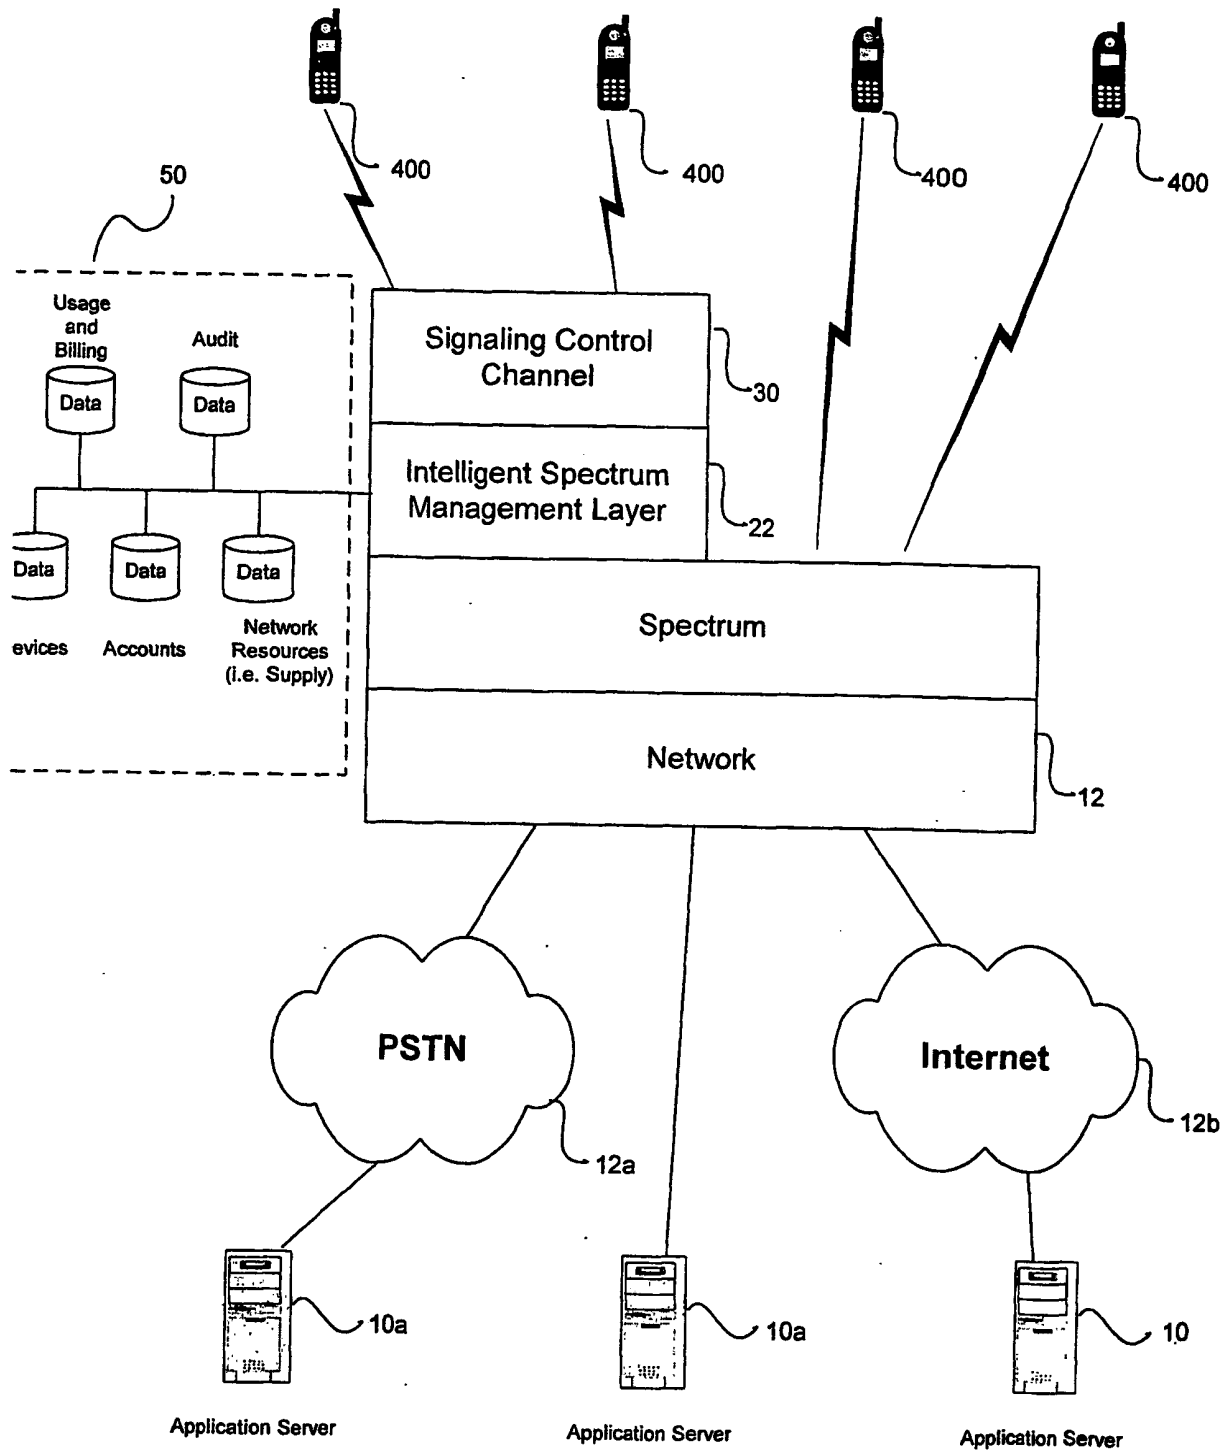 400
400
400
400
50
Usage
and
Billing
Audit
Data
Data
Signaling Control
Channel
30
Intelligent Spectrum
Management Layer
22
Data
Data
Data
evices
Accounts
Network
Resources
(i.e. Supply)
Spectrum
Network
12
PSTN
12a
Internet
12b
10a
10a
10
Application Server
Application Server
Application Server